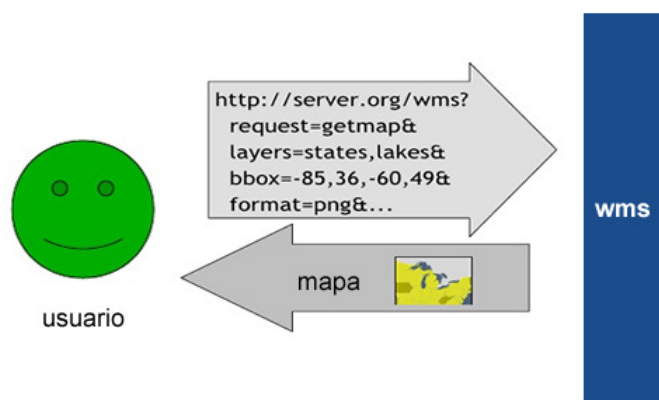 http://server.org/wms?
request=getmap&
layers=states,lakes&
bbox=-85,36,-60,49&
format=png&...
wms
mapa
usuario